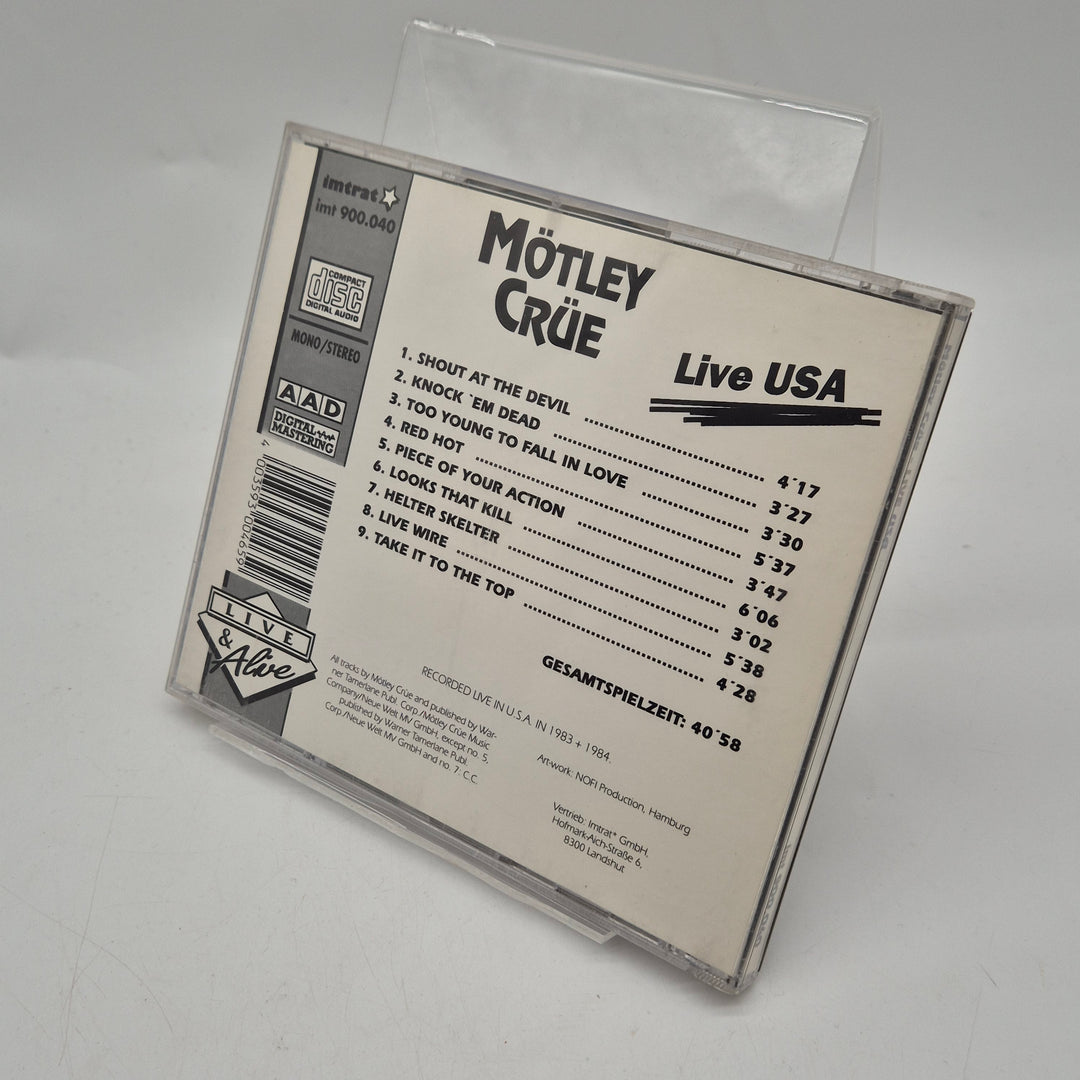 imtrat
imt 900.040
COMPACT
disc
DIGITAL AUDIO
MONO/STEREO
AAD
DIGITAL
MASTERING
4 003593 004659
LIVE
&
Alive
MÖTLEY
CRÜE
Live USA
1. SHOUT AT THE DEVIL ........ 4´17
2. KNOCK ´EM DEAD ........ 3´27
3. TOO YOUNG TO FALL IN LOVE ........ 3´30
4. RED HOT ........ 5´37
5. PIECE OF YOUR ACTION ........ 3´47
6. LOOKS THAT KILL ........ 6´06
7. HELTER SKELTER ........ 3´02
8. LIVE WIRE ........ 5´38
9. TAKE IT TO THE TOP ........ 4´28
GESAMTSPIELZEIT: 40´58
RECORDED LIVE IN U.S.A. IN 1983 + 1984.
All tracks by Mötley Crüe and published by War-
ner Tamerlane Publ. Corp./Mötley Crüe Music
Company/Neue Welt MV GmbH, except no. 5,
published by Warner Tamerlane Publ.
Corp./Neue Welt MV GmbH and no. 7: C.C.
Art-work: NOFI Production, Hamburg
Vertrieb: Imtrat* GmbH,
Hofmark-Aich-Straße 6,
8300 Landshut